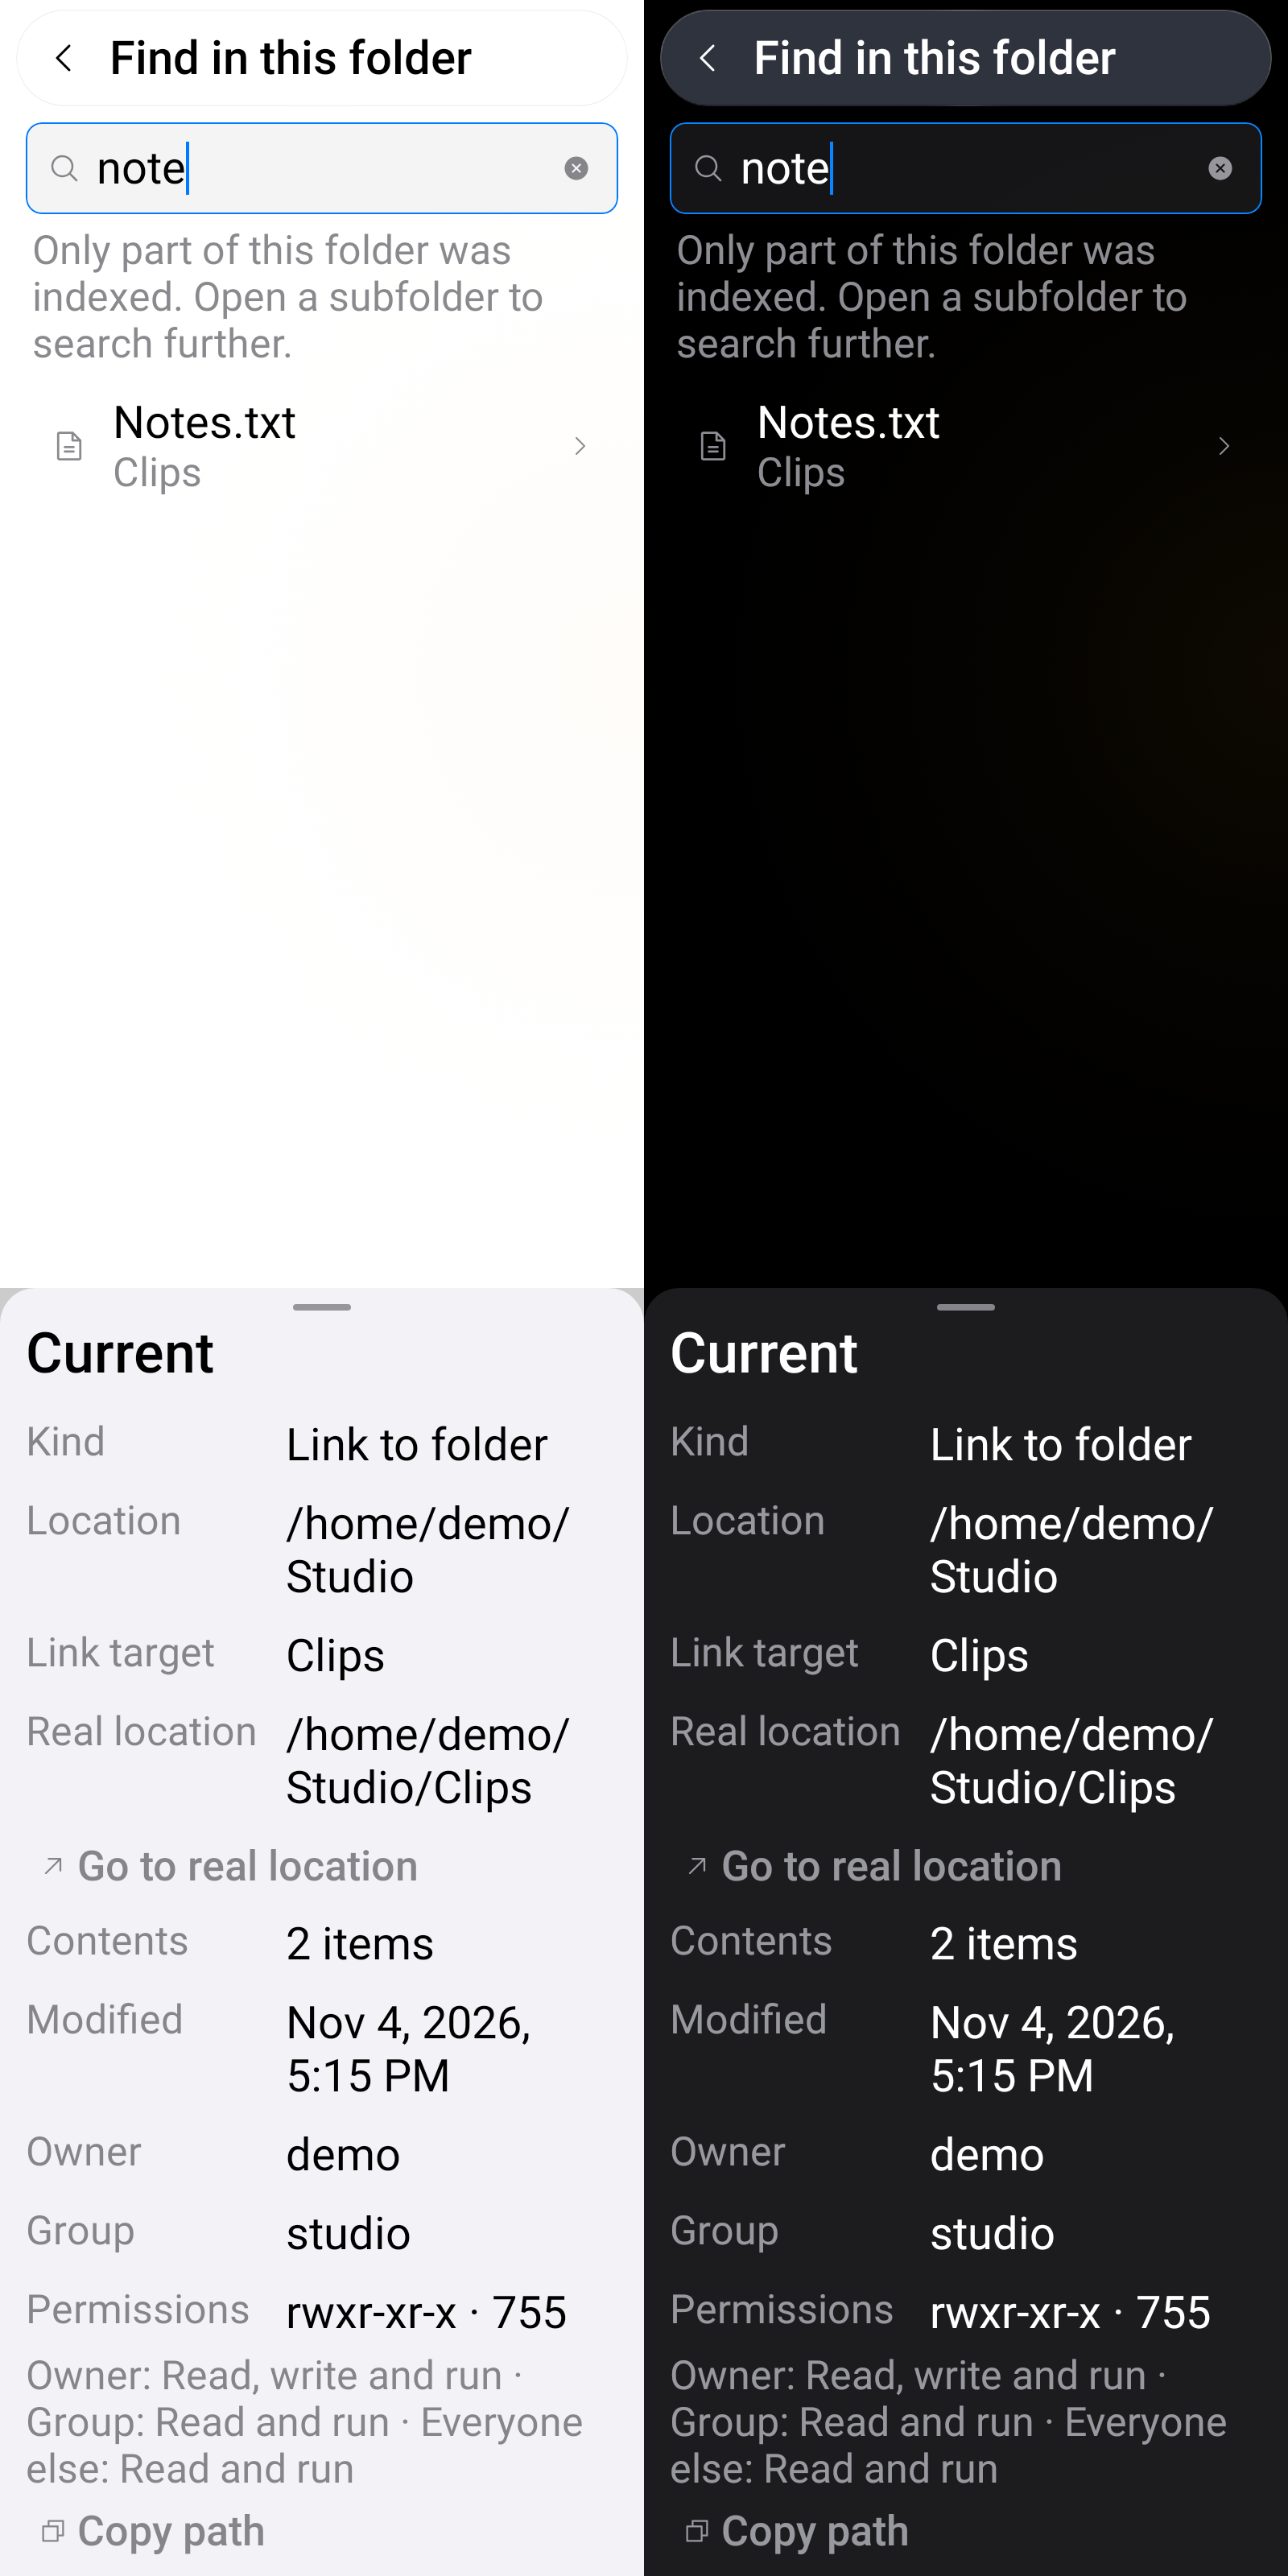 Find in this folder
note
Only part of this folder was
indexed. Open a subfolder to
search further.
Notes.txt
Clips
Find in this folder
note
Only part of this folder was
indexed. Open a subfolder to
search further.
Notes.txt
Clips
Current
Kind Link to folder
Location /home/demo/
Studio
Link target Clips
Real location /home/demo/
Studio/Clips
Go to real location
Contents 2 items
Modified Nov 4, 2026,
5:15 PM
Owner demo
Group studio
Permissions rwxr-xr-x · 755
Owner: Read, write and run ·
Group: Read and run · Everyone
else: Read and run
Copy path
Current
Kind Link to folder
Location /home/demo/
Studio
Link target Clips
Real location /home/demo/
Studio/Clips
Go to real location
Contents 2 items
Modified Nov 4, 2026,
5:15 PM
Owner demo
Group studio
Permissions rwxr-xr-x · 755
Owner: Read, write and run ·
Group: Read and run · Everyone
else: Read and run
Copy path